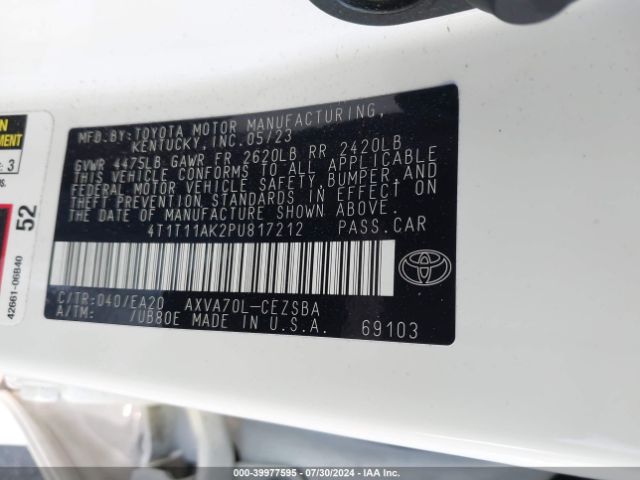 MFD.BY:TOYOTA MOTOR MANUFACTURING,
KENTUCKY, INC. 05/23
GVWR 4475LB GAWR FR 2620LB RR 2420LB
THIS VEHICLE CONFORMS TO ALL APPLICABLE
FEDERAL MOTOR VEHICLE SAFETY, BUMPER, AND
THEFT PREVENTION STANDARDS IN EFFECT ON
THE DATE OF MANUFACTURE SHOWN ABOVE.
4T1T11AK2PU817212 PASS.CAR
C/TR:040/EA20 AXVA70L-CEZSBA
A/TM: /UB80E MADE IN U.S.A. 69103
: 3
52
42661-06B40
000-39977595 - 07/30/2024 - IAA Inc.